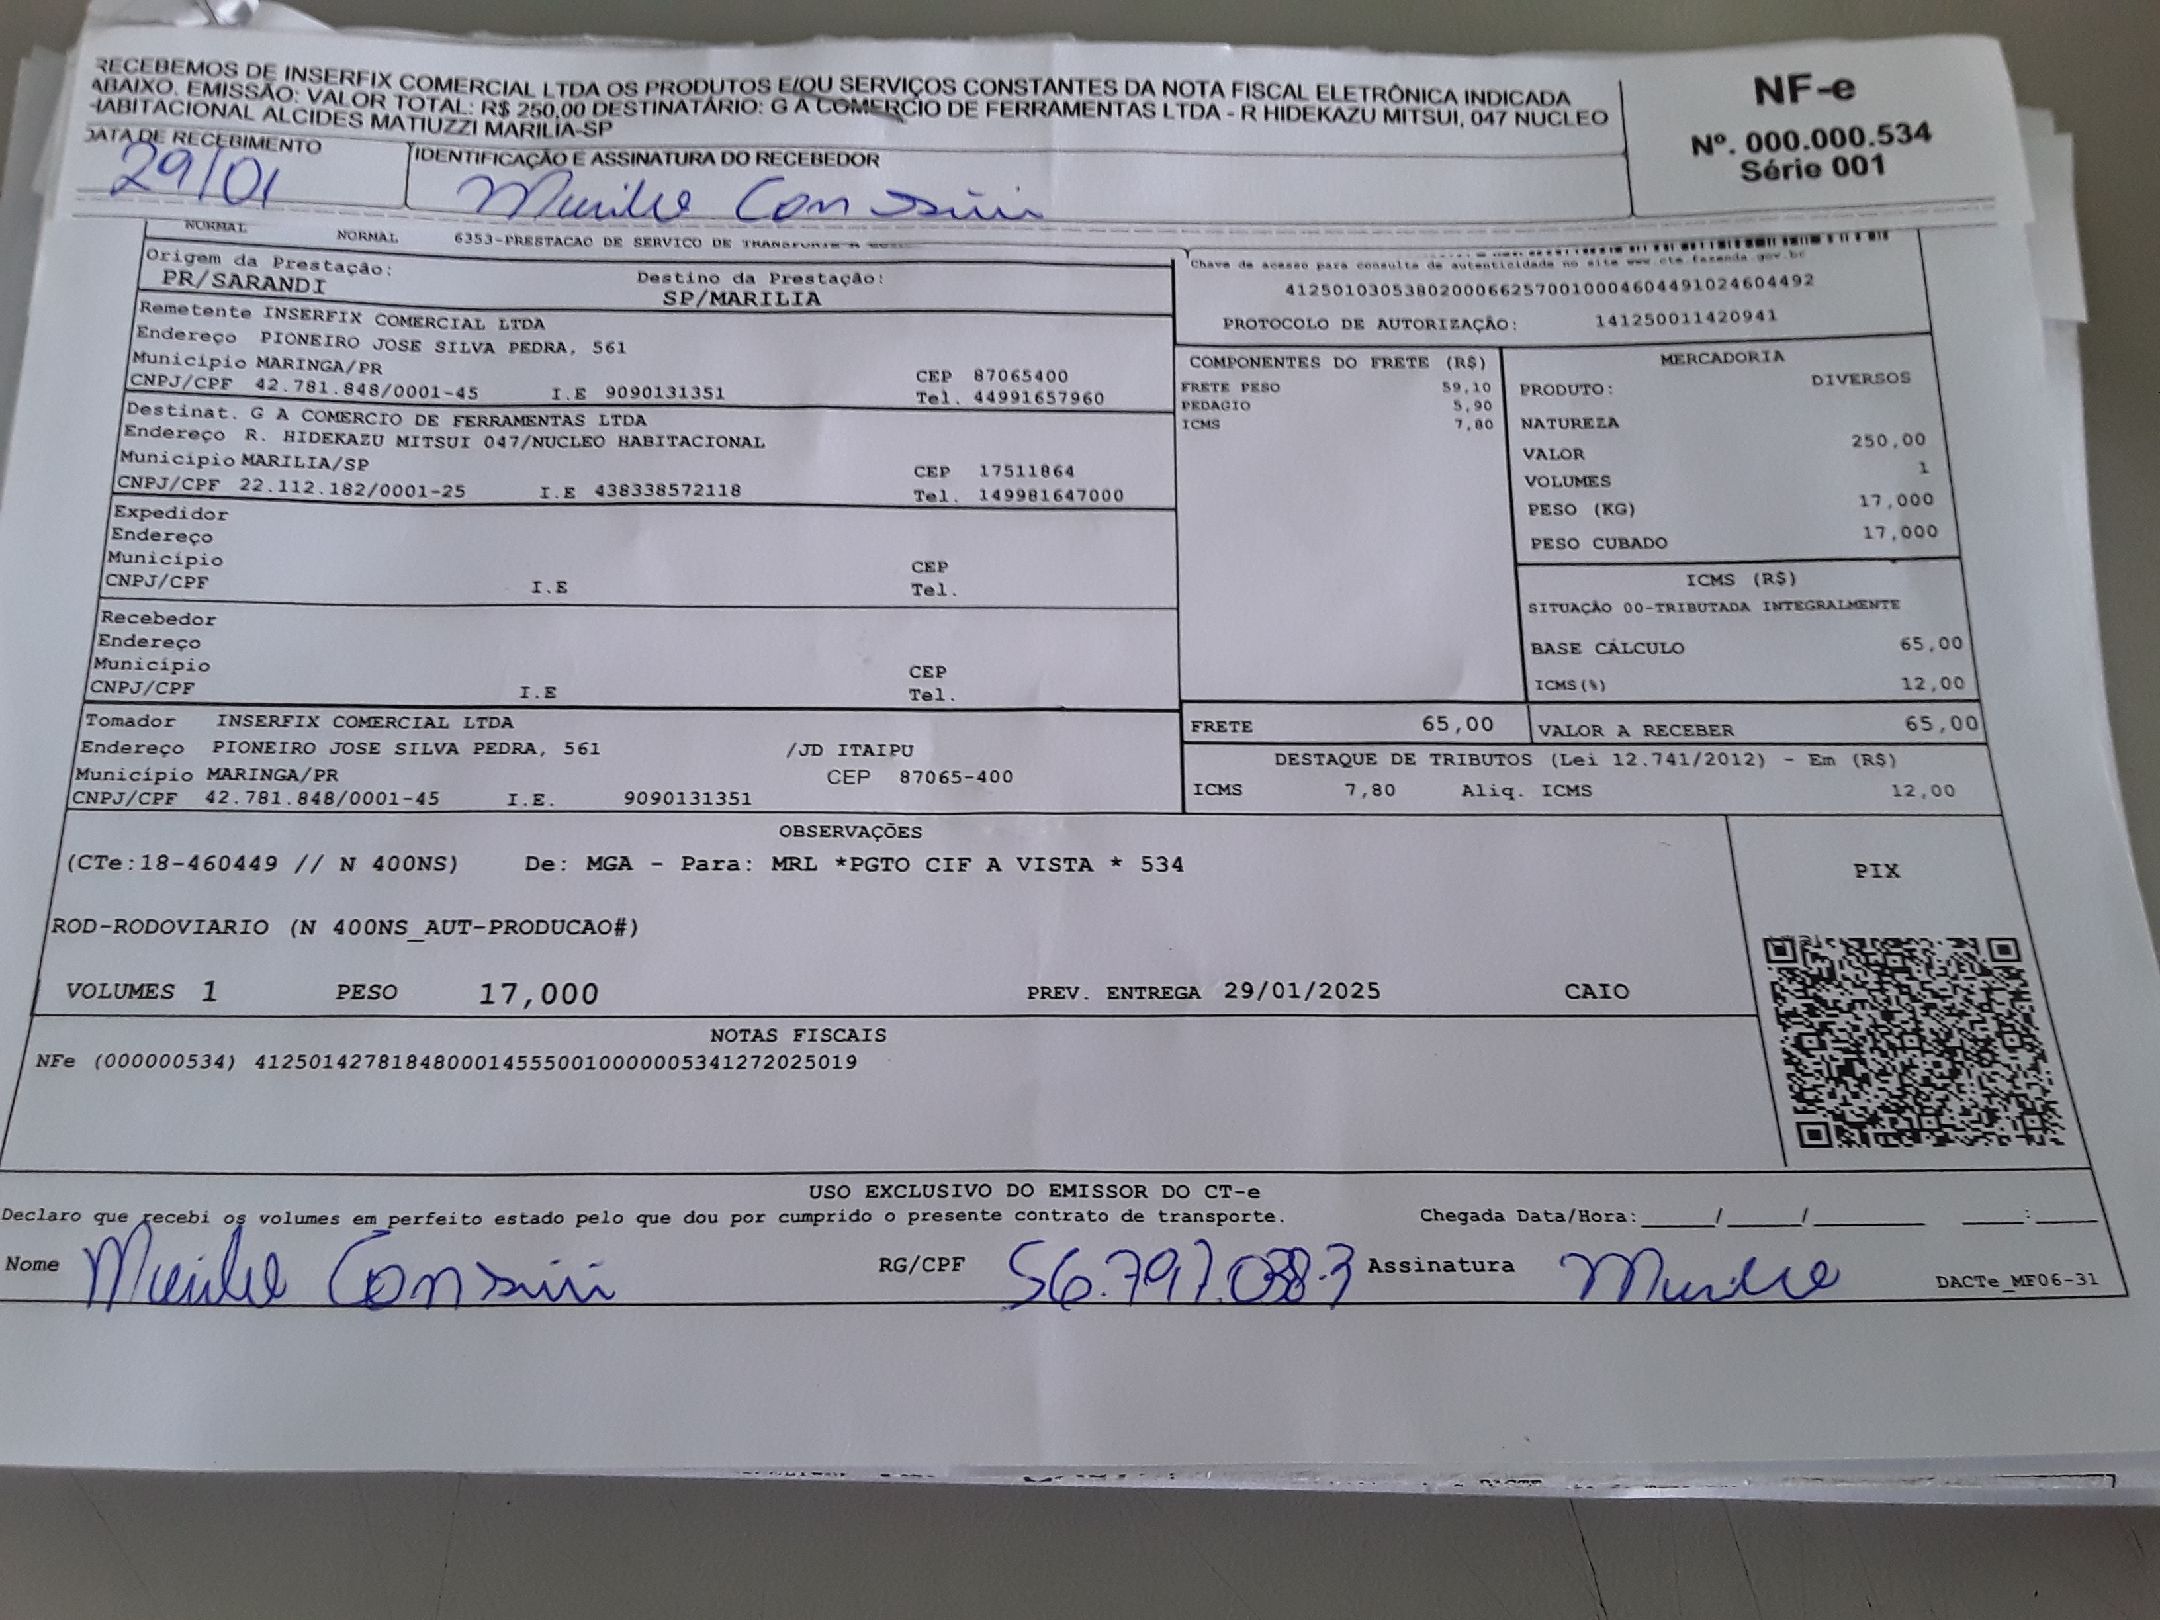 RECEBEMOS DE INSERFIX COMERCIAL LTDA OS PRODUTOS E/OU SERVIÇOS CONSTANTES DA NOTA FISCAL ELETRÔNICA INDICADA
ABAIXO. EMISSÃO: VALOR TOTAL: R$ 250,00 DESTINATÁRIO: G A COMERCIO DE FERRAMENTAS LTDA - R HIDEKAZU MITSUI, 047 NUCLEO
HABITACIONAL ALCIDES MATIUZZI MARILIA-SP
NF-e
Nº. 000.000.534
Série 001
DATA DE RECEBIMENTO
29/01
IDENTIFICAÇÃO E ASSINATURA DO RECEBEDOR
NORMAL NORMAL 6353-PRESTACAO DE SERVICO DE TRANSPORTE A
Origem da Prestação: Destino da Prestação:
PR/SARANDI SP/MARILIA
Remetente INSERFIX COMERCIAL LTDA
Endereço PIONEIRO JOSE SILVA PEDRA, 561
Município MARINGA/PR CEP 87065400
CNPJ/CPF 42.781.848/0001-45 I.E 9090131351 Tel. 44991657960
Destinat. G A COMERCIO DE FERRAMENTAS LTDA
Endereço R. HIDEKAZU MITSUI 047/NUCLEO HABITACIONAL
Município MARILIA/SP CEP 17511864
CNPJ/CPF 22.112.182/0001-25 I.E 438338572118 Tel. 149981647000
Expedidor
Endereço
Município CEP
CNPJ/CPF I.E Tel.
Recebedor
Endereço
Município CEP
CNPJ/CPF I.E Tel.
Tomador INSERFIX COMERCIAL LTDA
Endereço PIONEIRO JOSE SILVA PEDRA, 561 /JD ITAIPU
Município MARINGA/PR CEP 87065-400
CNPJ/CPF 42.781.848/0001-45 I.E. 9090131351
Chave de acesso para consulta de autenticidade no site www.cte.fazenda.gov.br
41250103053802000662570010004604491024604492
PROTOCOLO DE AUTORIZAÇÃO: 141250011420941
COMPONENTES DO FRETE (R$)
FRETE PESO 59,10
PEDAGIO 5,90
ICMS 7,80
MERCADORIA
PRODUTO: DIVERSOS
NATUREZA
VALOR 250,00
VOLUMES 1
PESO (KG) 17,000
PESO CUBADO 17,000
ICMS (R$)
SITUAÇÃO 00-TRIBUTADA INTEGRALMENTE
BASE CÁLCULO 65,00
ICMS(%) 12,00
FRETE 65,00 VALOR A RECEBER 65,00
DESTAQUE DE TRIBUTOS (Lei 12.741/2012) - Em (R$)
ICMS 7,80 Aliq. ICMS 12,00
OBSERVAÇÕES
(CTe:18-460449 // N 400NS) De: MGA - Para: MRL *PGTO CIF A VISTA * 534
ROD-RODOVIARIO (N 400NS_AUT-PRODUCAO#)
VOLUMES 1 PESO 17,000 PREV. ENTREGA 29/01/2025 CAIO
PIX
NOTAS FISCAIS
NFe (000000534) 41250142781848000145550010000005341272025019
USO EXCLUSIVO DO EMISSOR DO CT-e
Declaro que recebi os volumes em perfeito estado pelo que dou por cumprido o presente contrato de transporte. Chegada Data/Hora:_____/_____/_______ ____:____
Nome RG/CPF 56.797.038-3 Assinatura
DACTe_MF06-31